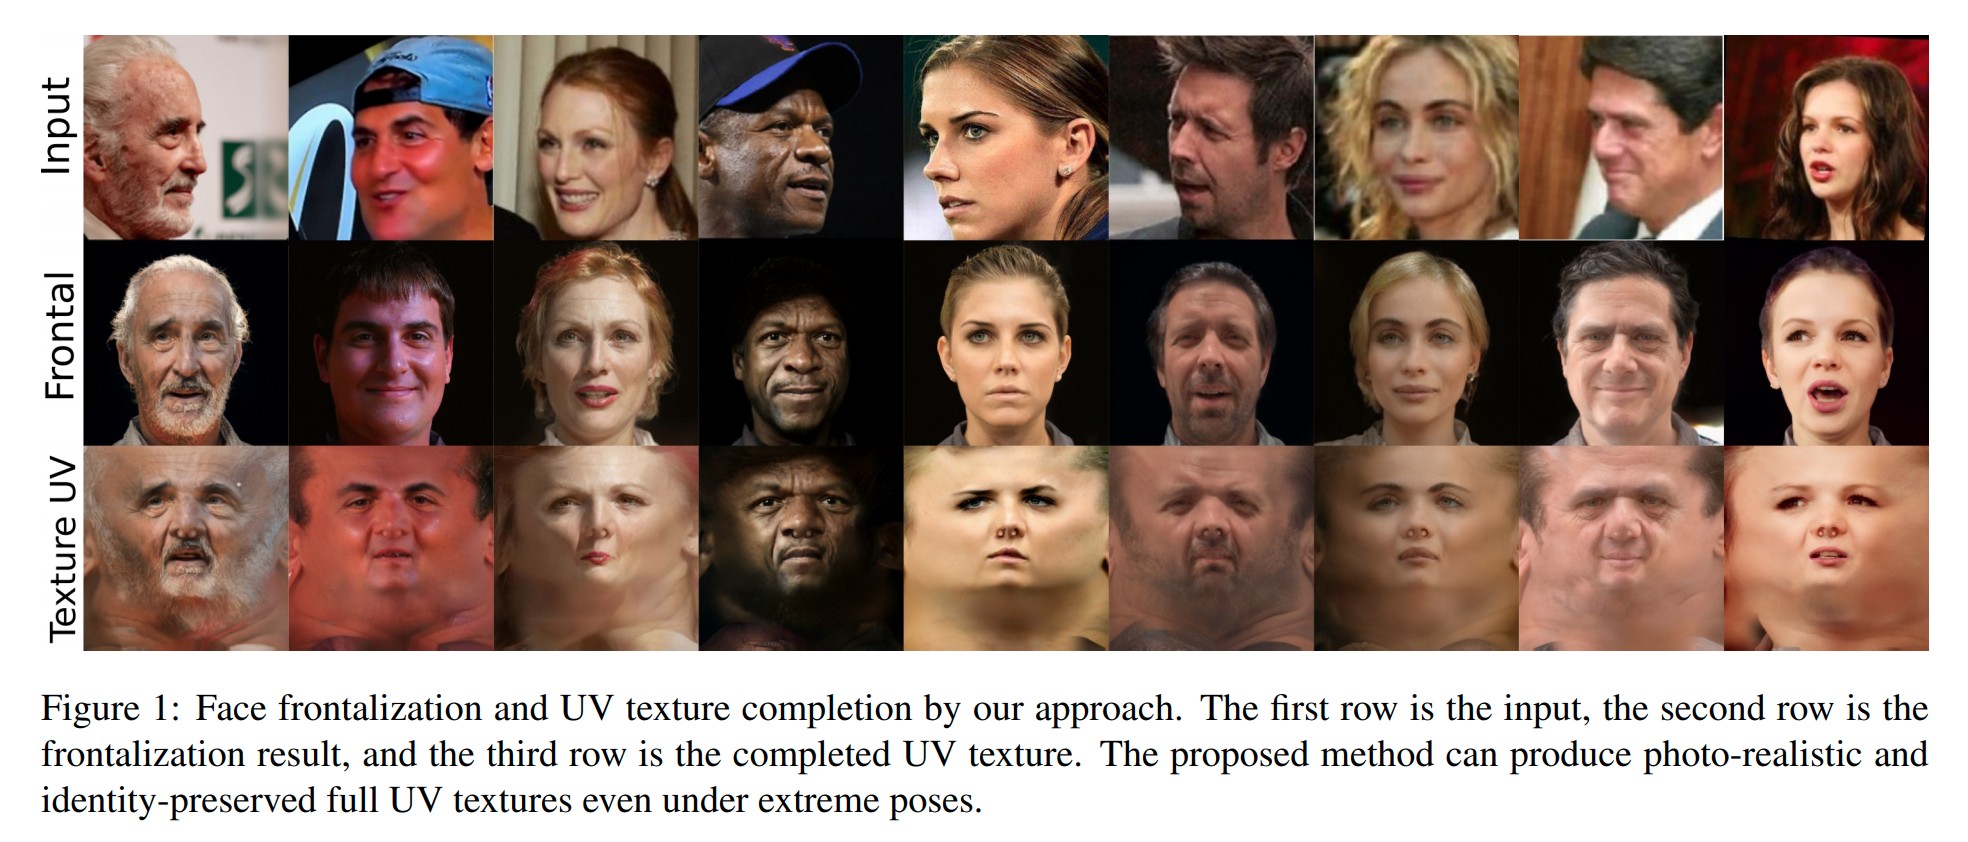 Input
Frontal
Texture UV
Figure 1: Face frontalization and UV texture completion by our approach. The first row is the input, the second row is the
frontalization result, and the third row is the completed UV texture. The proposed method can produce photo-realistic and
identity-preserved full UV textures even under extreme poses.